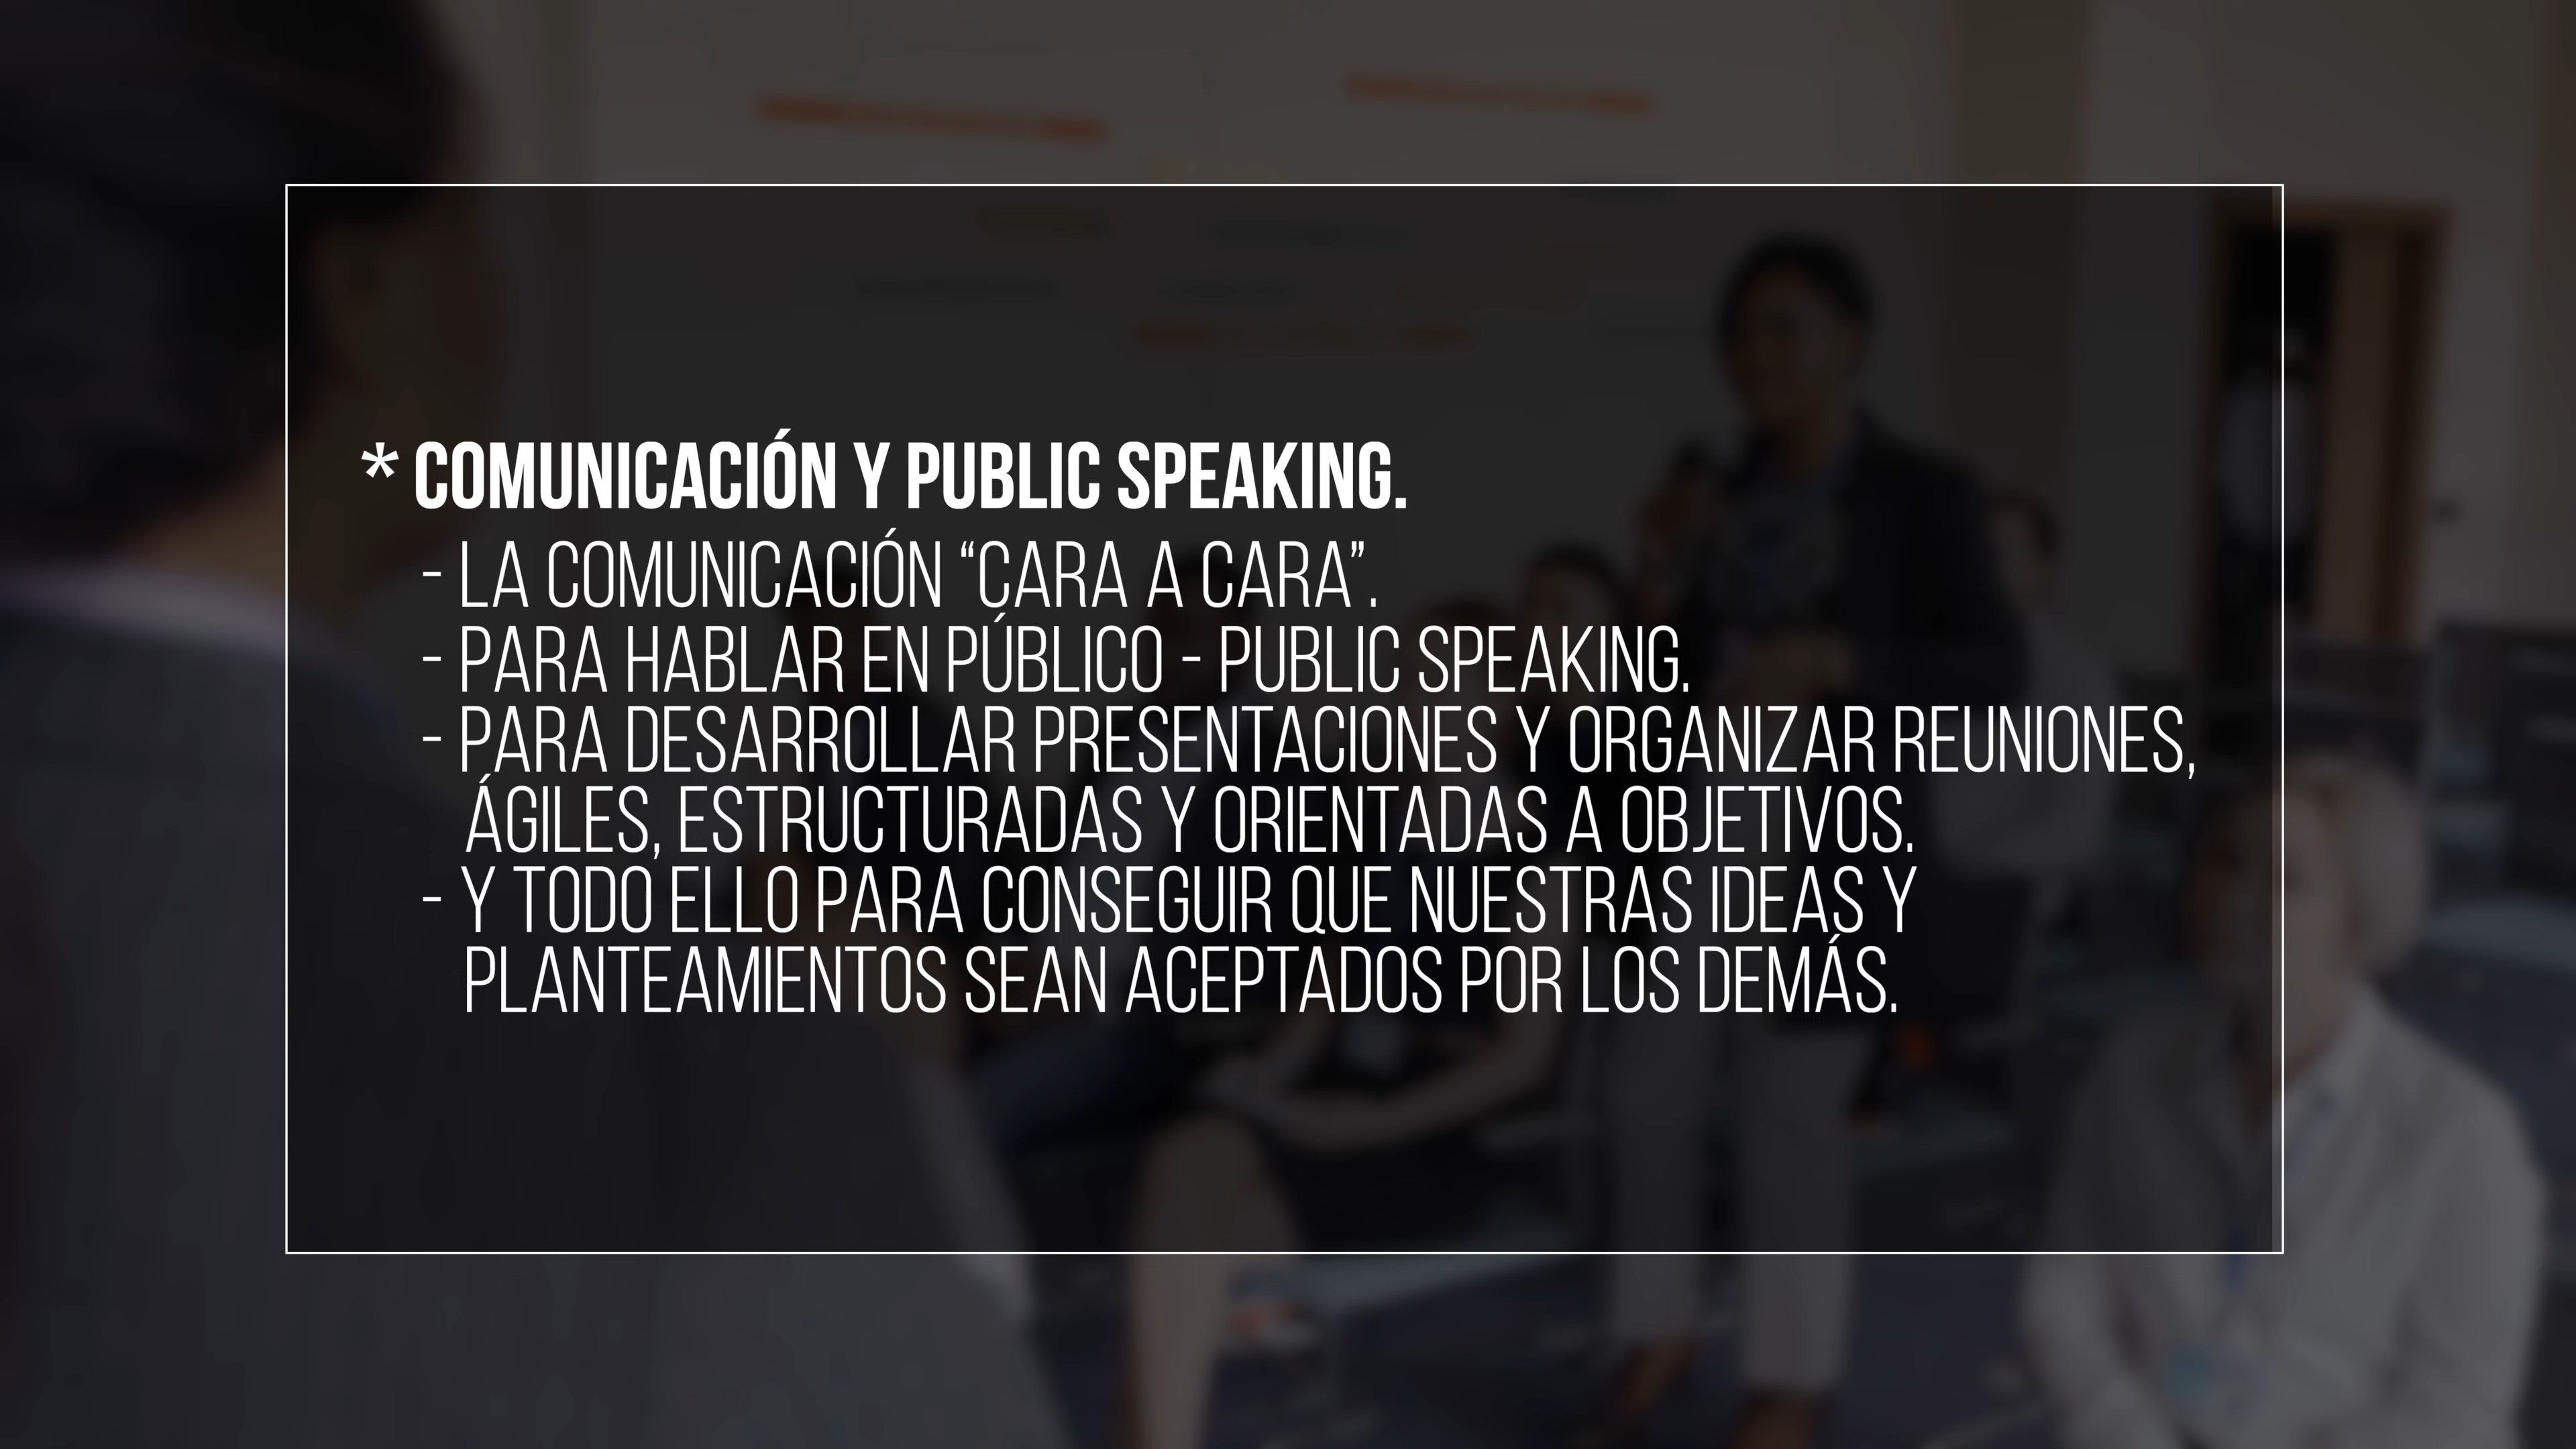 * COMUNICACIÓN Y PUBLIC SPEAKING.
- LA COMUNICACIÓN “CARA A CARA”.
- PARA HABLAR EN PÚBLICO - PUBLIC SPEAKING.
- PARA DESARROLLAR PRESENTACIONES Y ORGANIZAR REUNIONES,
ÁGILES, ESTRUCTURADAS Y ORIENTADAS A OBJETIVOS.
- Y TODO ELLO PARA CONSEGUIR QUE NUESTRAS IDEAS Y
PLANTEAMIENTOS SEAN ACEPTADOS POR LOS DEMÁS.